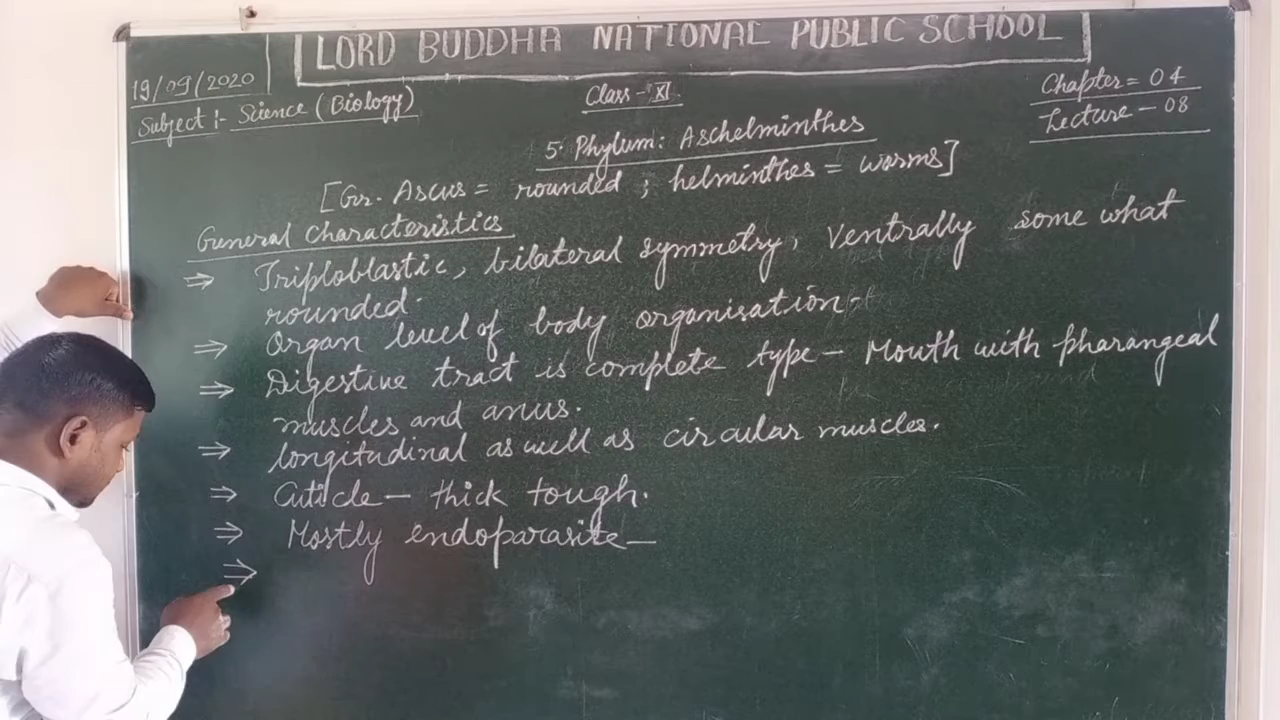 LORD BUDDHA NATIONAL PUBLIC SCHOOL
19/09/2020
Subject :- Science (Biology)
Class - XI
Chapter = 04
Lecture - 08
5. Phylum: Aschelminthes
[Gr. Ascus = rounded ; helminthes = worms]
General characteristics
⇒ Triploblastic, bilateral symmetry, ventrally some what
rounded.
⇒ Organ level of body organisation.
⇒ Digestive tract is complete type - Mouth with pharangeal
muscles and anus.
⇒ longitudinal as well as circular muscles.
⇒ Cuticle - thick tough.
⇒ Mostly endoparasite -
⇒